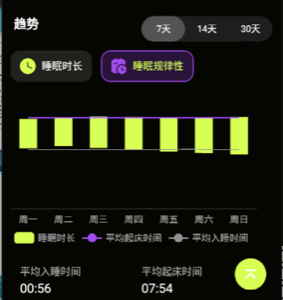 趋势
7天 14天 30天
睡眠时长 睡眠规律性
周一 周二 周三 周四 周五 周六 周日
睡眠时长 平均起床时间 平均入睡时间
平均入睡时间 平均起床时间
00:56 07:54